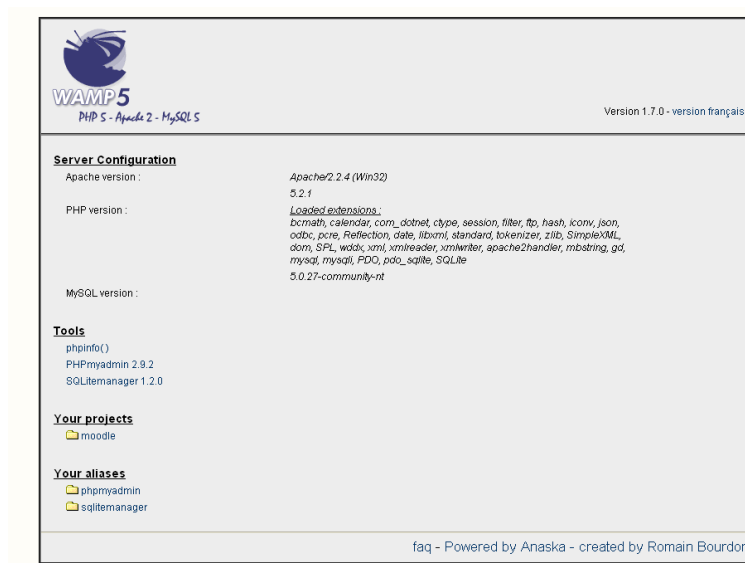 WAMP5
PHP 5 - Apache 2 - MySQL 5
Version 1.7.0 - version français
Server Configuration
Apache version :
Apache/2.2.4 (Win32)
5.2.1
PHP version :
Loaded extensions :
bcmath, calendar, com_dotnet, ctype, session, filter, ftp, hash, iconv, json,
odbc, pcre, Reflection, date, libxml, standard, tokenizer, zlib, SimpleXML,
dom, SPL, wddx, xml, xmlreader, xmlwriter, apache2handler, mbstring, gd,
mysql, mysqli, PDO, pdo_sqlite, SQLite
5.0.27-community-nt
MySQL version :
Tools
phpinfo()
PHPmyadmin 2.9.2
SQLitemanager 1.2.0
Your projects
moodle
Your aliases
phpmyadmin
sqlitemanager
faq - Powered by Anaska - created by Romain Bourdon